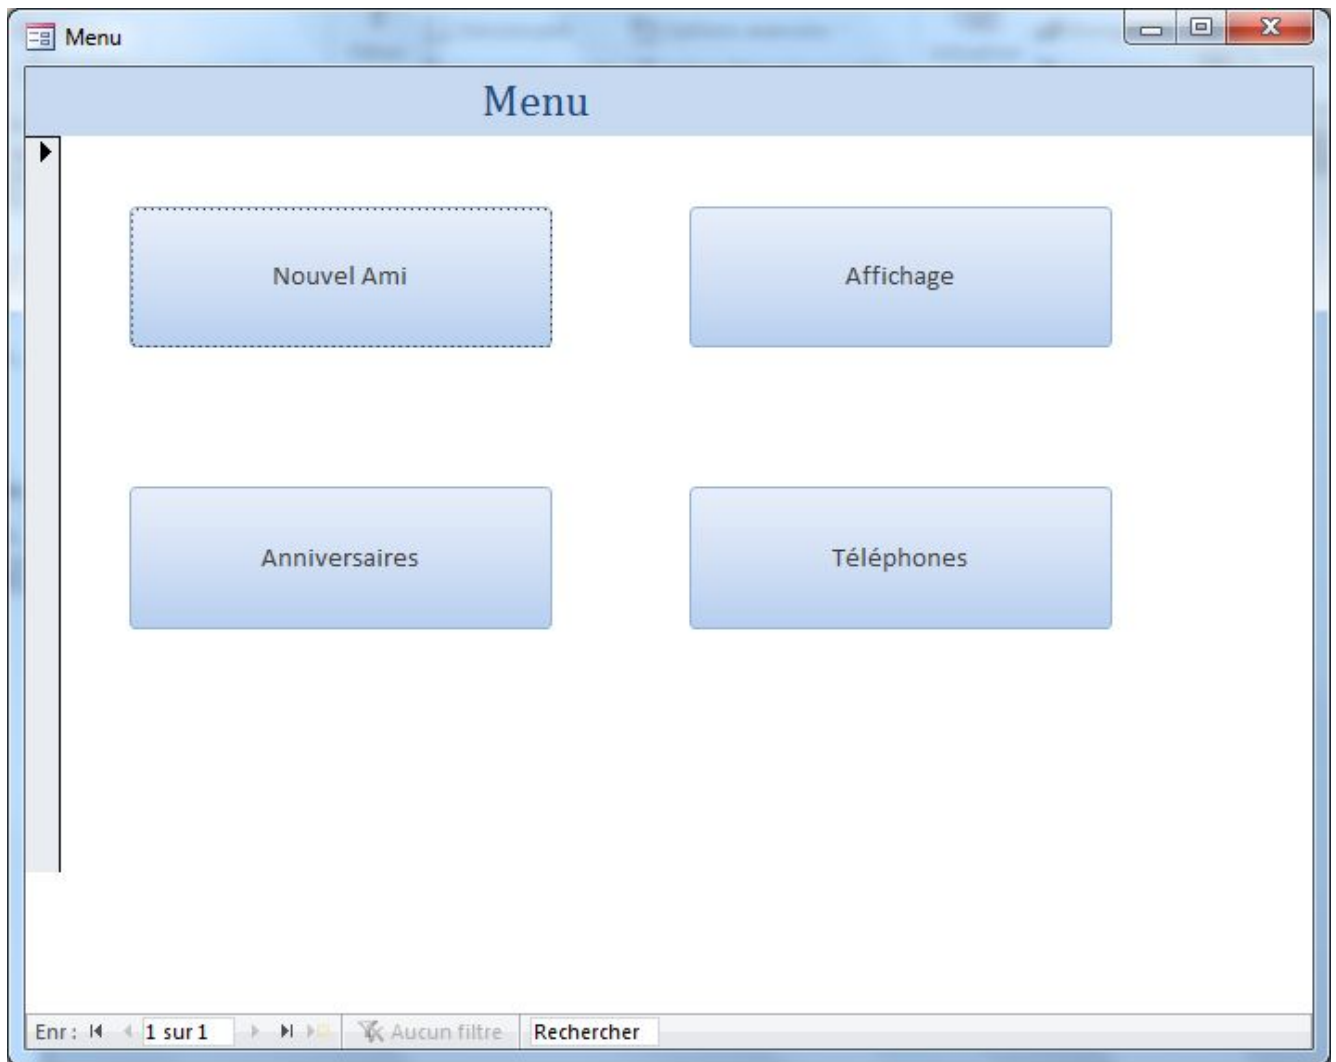 Menu
Menu
Nouvel Ami
Affichage
Anniversaires
Téléphones
Enr : 1 sur 1 Aucun filtre Rechercher